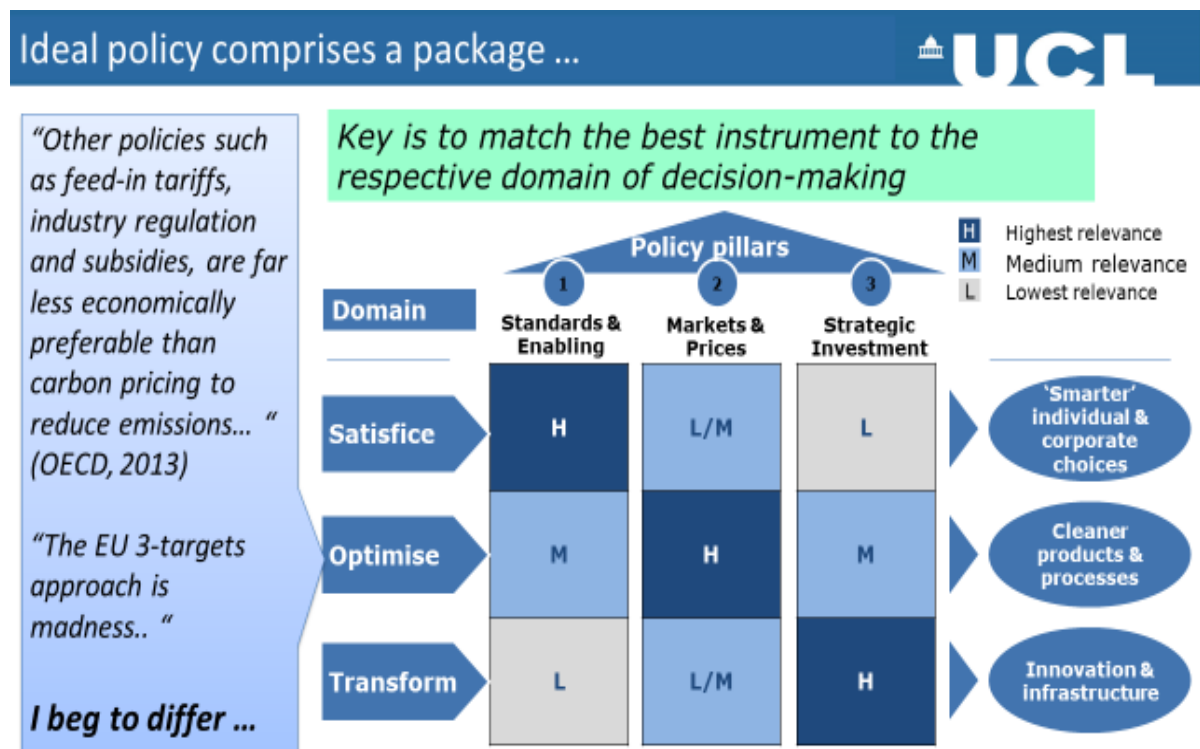 Ideal policy comprises a package ...
UCL
“Other policies such
as feed-in tariffs,
industry regulation
and subsidies, are far
less economically
preferable than
carbon pricing to
reduce emissions... “
(OECD, 2013)
“The EU 3-targets
approach is
madness.. “
I beg to differ ...
Key is to match the best instrument to the
respective domain of decision-making
Policy pillars
H Highest relevance
M Medium relevance
L Lowest relevance
1 2 3
Domain
Standards &
Enabling
Markets &
Prices
Strategic
Investment
Satisfice
H L/M L
‘Smarter’
individual &
corporate
choices
Optimise
M H M
Cleaner
products &
processes
Transform
L L/M H
Innovation &
infrastructure